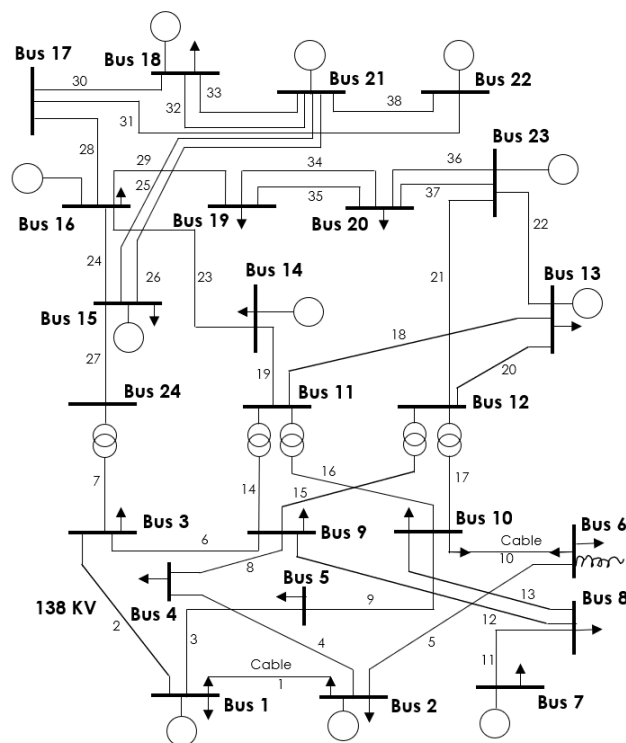 Bus 17
Bus 18
Bus 21
Bus 22
30
33
32
38
31
Bus 23
28
29
34
36
25
35
37
Bus 16
Bus 19
Bus 20
22
24
26
23
Bus 14
21
Bus 13
Bus 15
18
27
19
20
Bus 24
Bus 11
Bus 12
7
14
16
17
15
Bus 3
Bus 9
Bus 10
Bus 6
6
Cable
10
8
Bus 5
Bus 8
138 KV
Bus 4
9
13
2
3
4
5
12
11
Cable
1
Bus 1
Bus 2
Bus 7